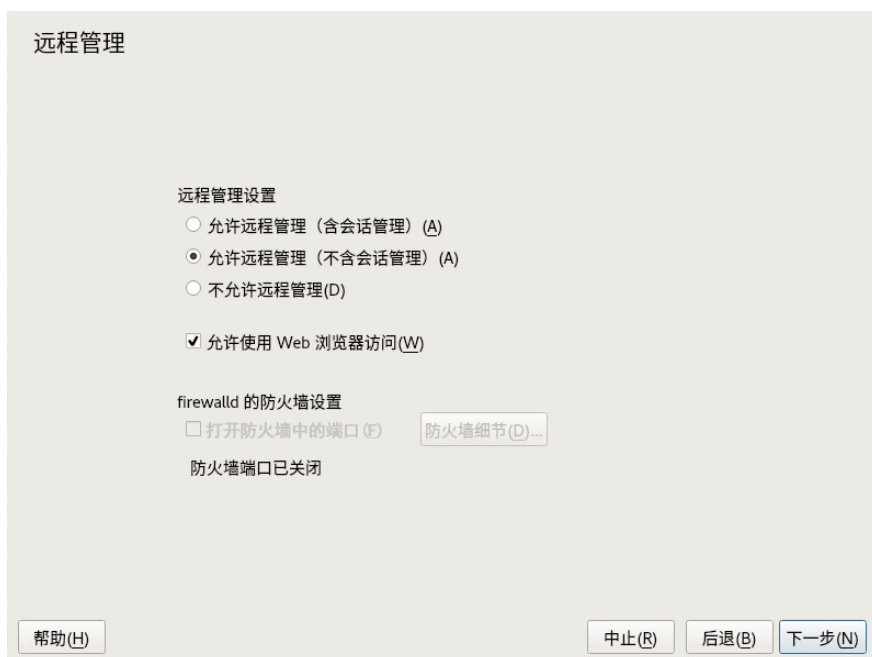 远程管理
远程管理设置
允许远程管理（含会话管理）(A)
允许远程管理（不含会话管理）(A)
不允许远程管理(D)
允许使用 Web 浏览器访问(W)
firewalld 的防火墙设置
打开防火墙中的端口(F) 防火墙细节(D)...
防火墙端口已关闭
帮助(H) 中止(R) 后退(B) 下一步(N)